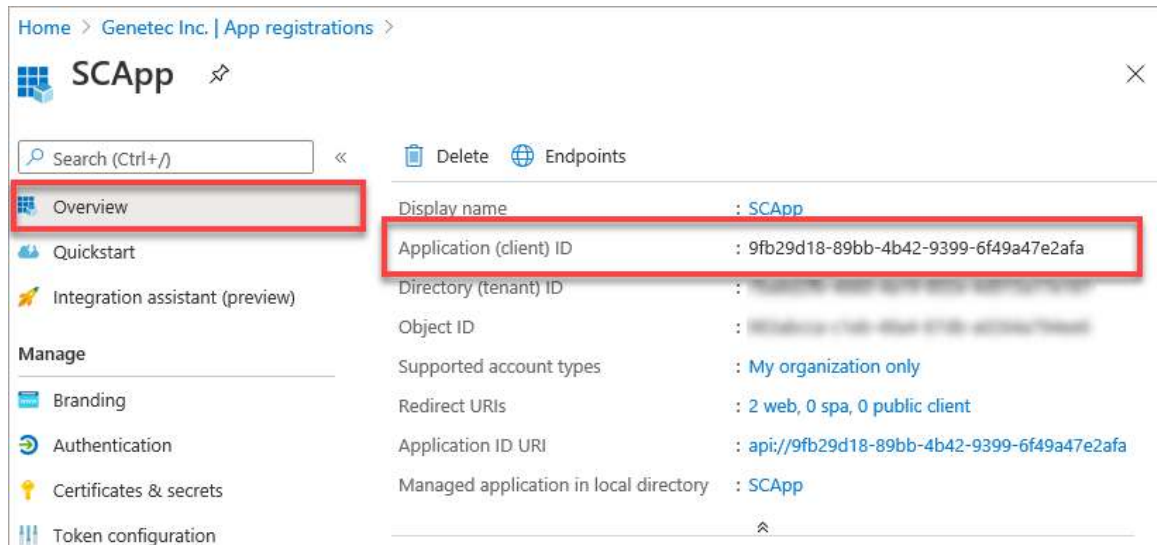 Home > Genetec Inc. | App registrations >
SCApp
Search (Ctrl+/)
«
Delete
Endpoints
Overview
Quickstart
Integration assistant (preview)
Manage
Branding
Authentication
Certificates & secrets
Token configuration
Display name : SCApp
Application (client) ID : 9fb29d18-89bb-4b42-9399-6f49a47e2afa
Directory (tenant) ID :
Object ID :
Supported account types : My organization only
Redirect URIs : 2 web, 0 spa, 0 public client
Application ID URI : api://9fb29d18-89bb-4b42-9399-6f49a47e2afa
Managed application in local directory : SCApp